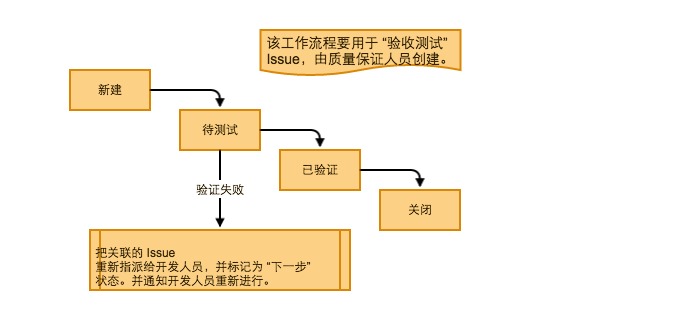 该工作流程要用于 “验收测试”
Issue，由质量保证人员创建。
新建
待测试
已验证
验证失败
关闭
把关联的 Issue
重新指派给开发人员，并标记为 “下一步”
状态。并通知开发人员重新进行。